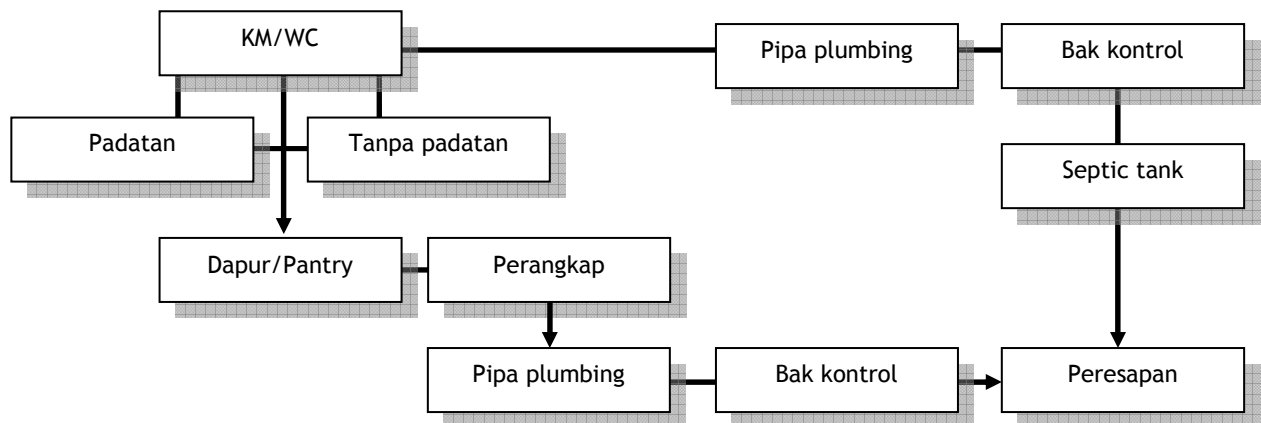 KM/WC
Pipa plumbing
Bak kontrol
Padatan
Tanpa padatan
Septic tank
Dapur/Pantry
Perangkap
Pipa plumbing
Bak kontrol
Peresapan